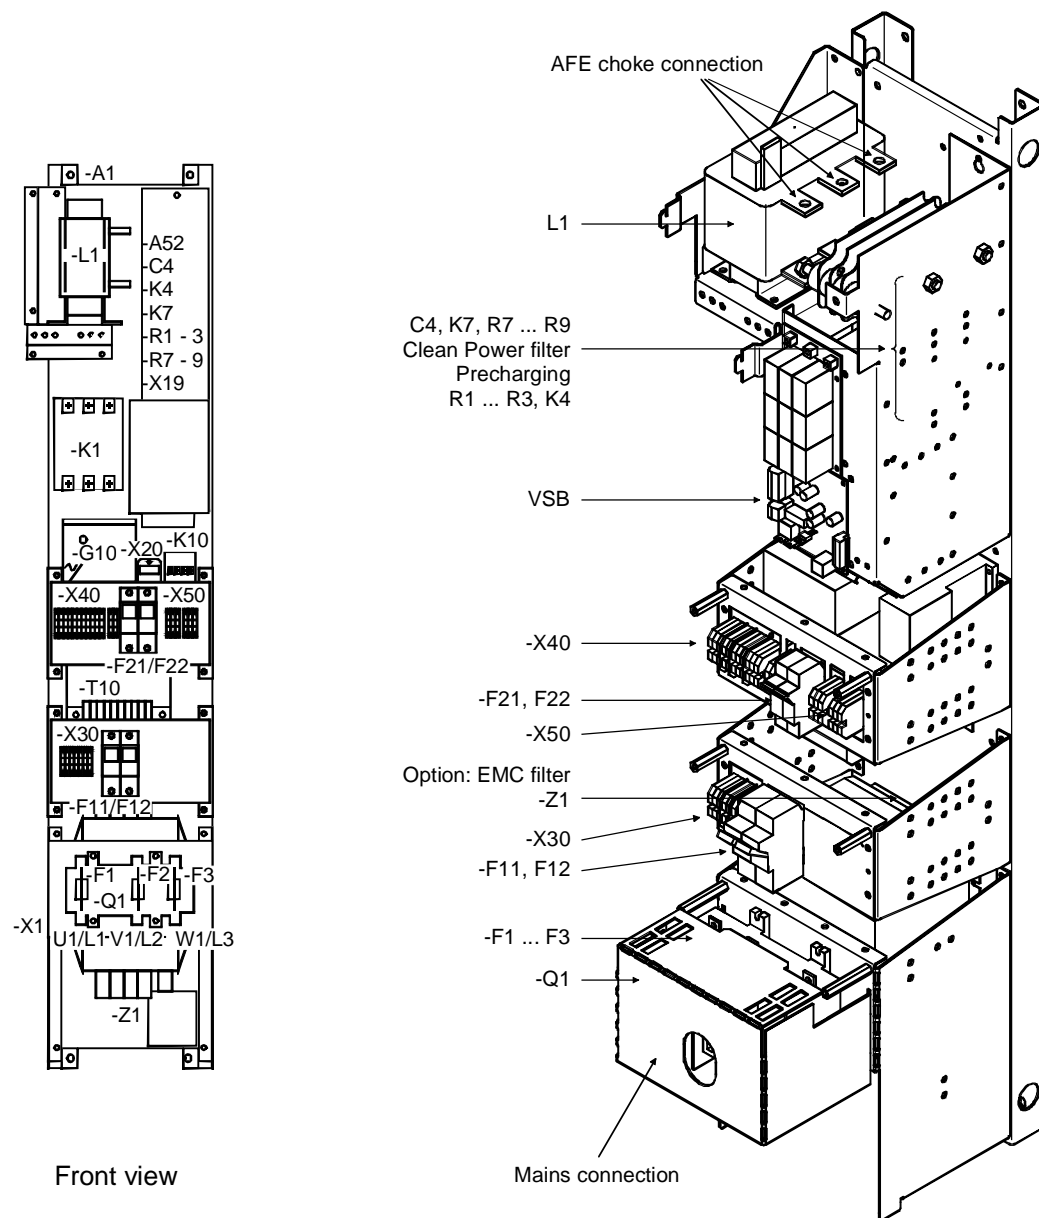 -A1
-L1
-A52
-C4
-K4
-K7
-R1 - 3
-R7 - 9
-X19
-K1
-G10
-X20
-K10
-X40
-X50
-F21/F22
-T10
-X30
-F11/F12
-F1
-F2
-F3
-Q1
-X1
U1/L1 -V1/L2 - W1/L3
-Z1
Front view
AFE choke connection
L1
C4, K7, R7 ... R9
Clean Power filter
Precharging
R1 ... R3, K4
VSB
-X40
-F21, F22
-X50
Option: EMC filter
-Z1
-X30
-F11, F12
-F1 ... F3
-Q1
Mains connection